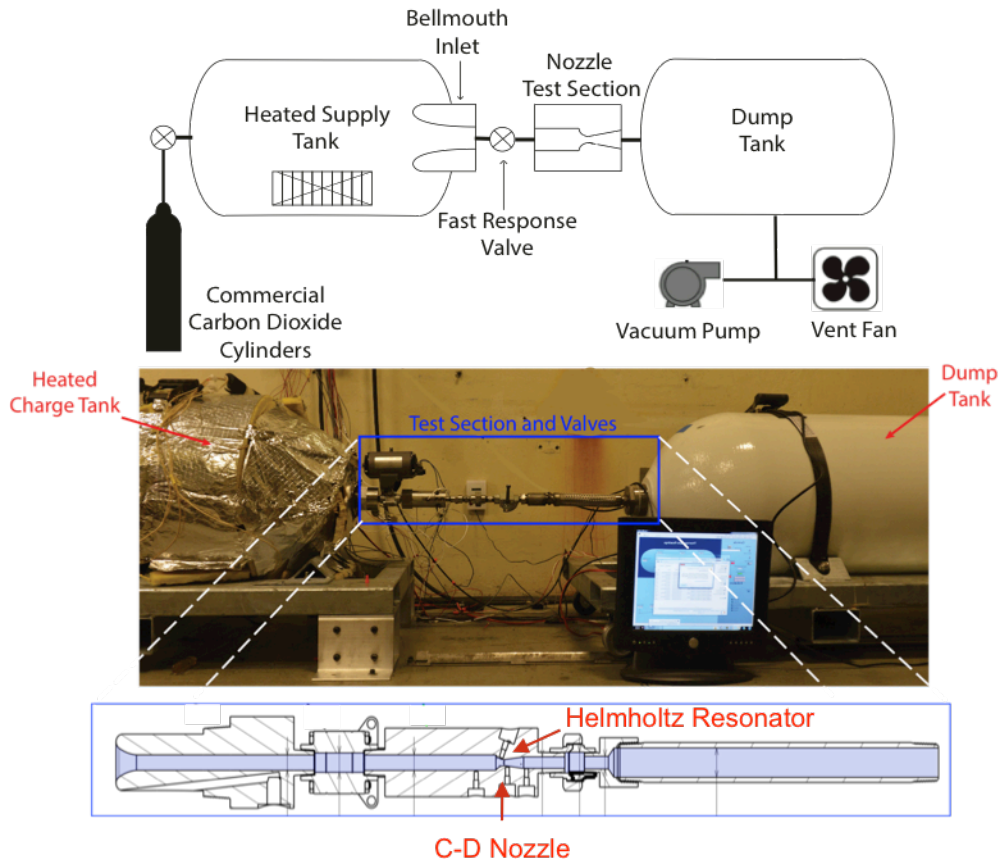 Bellmouth
Inlet
Nozzle
Test Section
Heated Supply
Tank
Dump
Tank
Fast Response
Valve
Commercial
Carbon Dioxide
Cylinders
Vacuum Pump
Vent Fan
Heated
Charge Tank
Dump
Tank
Test Section and Valves
Helmholtz Resonator
C-D Nozzle